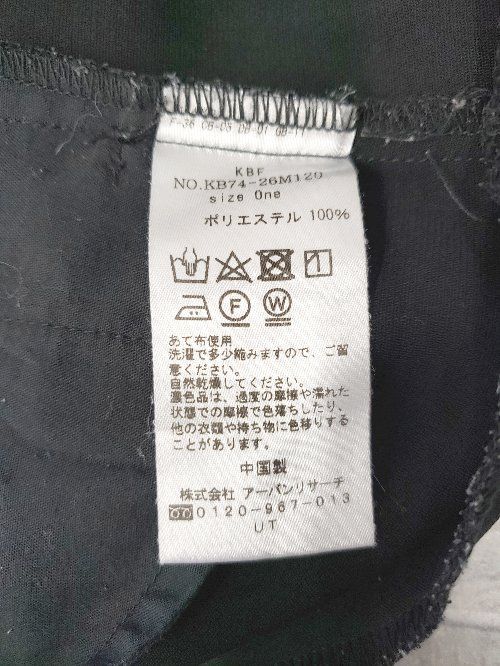 KBF
NO.KB74-26M120
size One
ポリエステル 100%
F
W
あて布使用
洗濯で多少縮みますので、ご留
意ください。
自然乾燥してください。
濃色品は、過度の摩擦や濡れた
状態での摩擦で色落ちしたり、
他の衣類や持ち物に色移りする
ことがあります。
中国製
株式会社 アーバンリサーチ
0120-967-013
UT